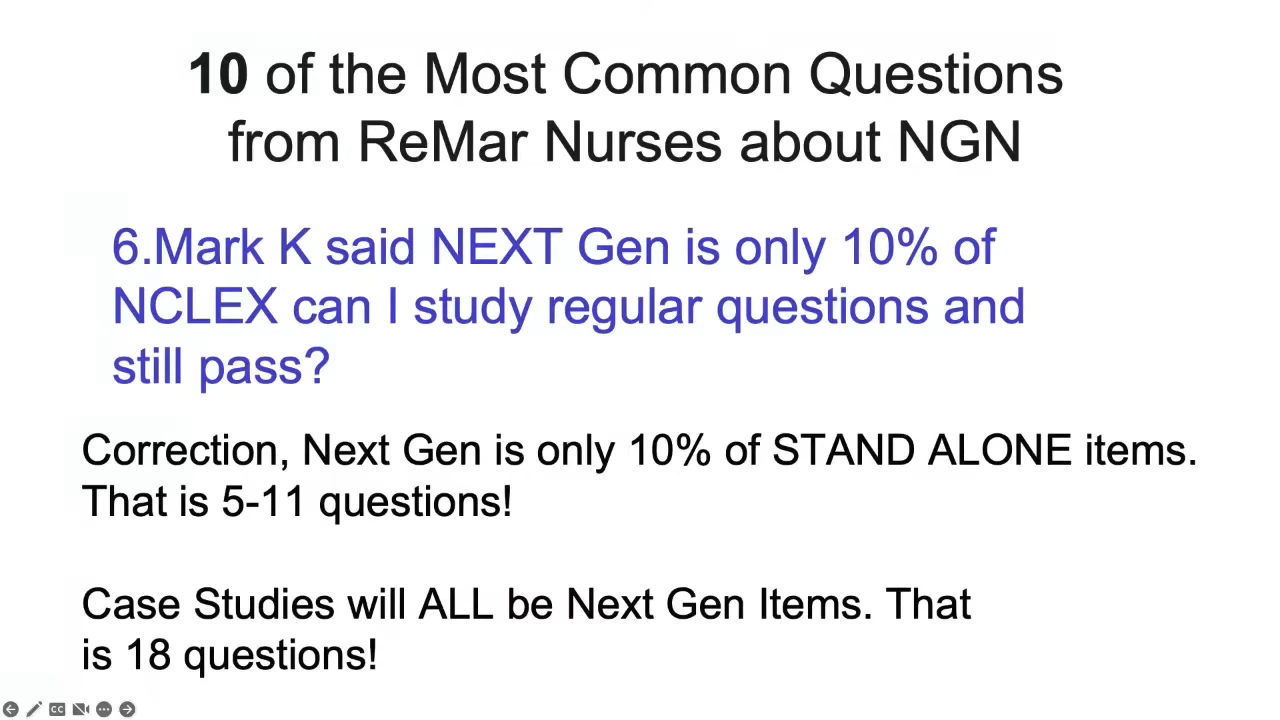 10 of the Most Common Questions
from ReMar Nurses about NGN
6.Mark K said NEXT Gen is only 10% of
NCLEX can I study regular questions and
still pass?
Correction, Next Gen is only 10% of STAND ALONE items.
That is 5-11 questions!
Case Studies will ALL be Next Gen Items. That
is 18 questions!
CC